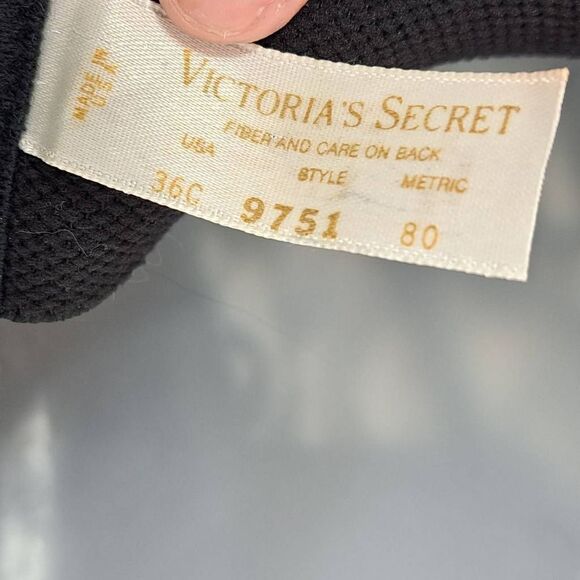 MADE IN
U.S.A.
VICTORIA'S SECRET
FIBER AND CARE ON BACK
USA STYLE METRIC
36C 9751 80